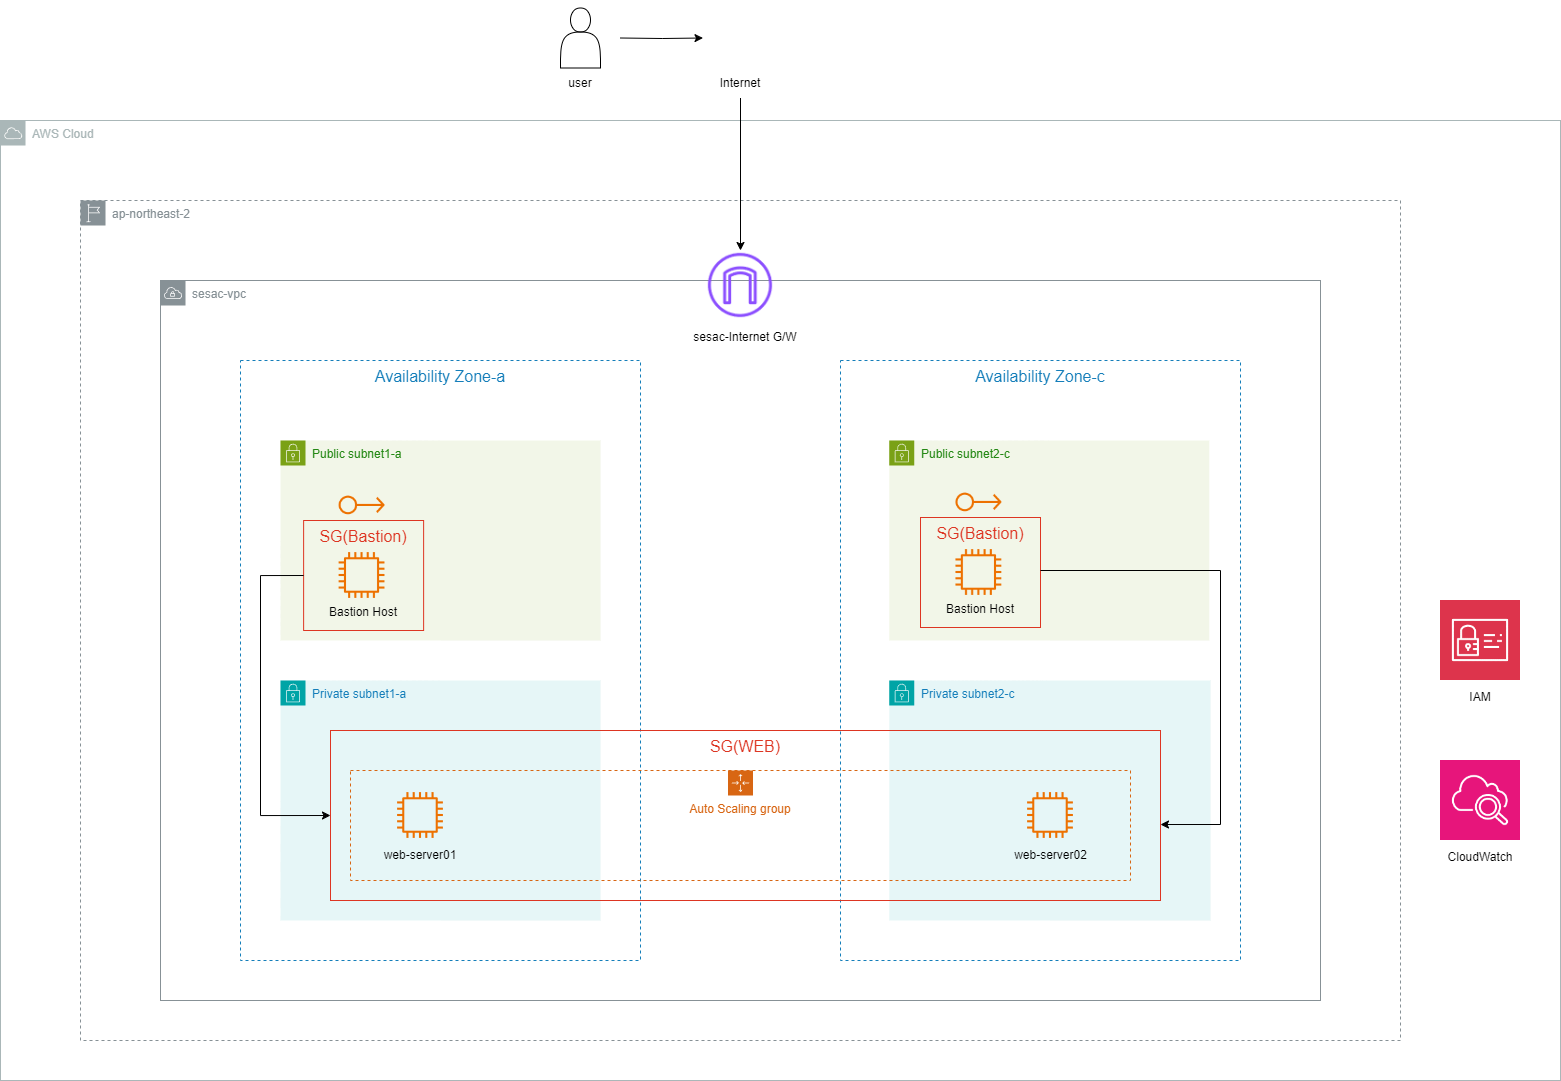 user
Internet
AWS Cloud
ap-northeast-2
sesac-vpc
sesac-Internet G/W
Availability Zone-a
Availability Zone-c
Public subnet1-a
Public subnet2-c
SG(Bastion)
Bastion Host
SG(Bastion)
Bastion Host
Private subnet1-a
Private subnet2-c
SG(WEB)
Auto Scaling group
web-server01
web-server02
IAM
CloudWatch